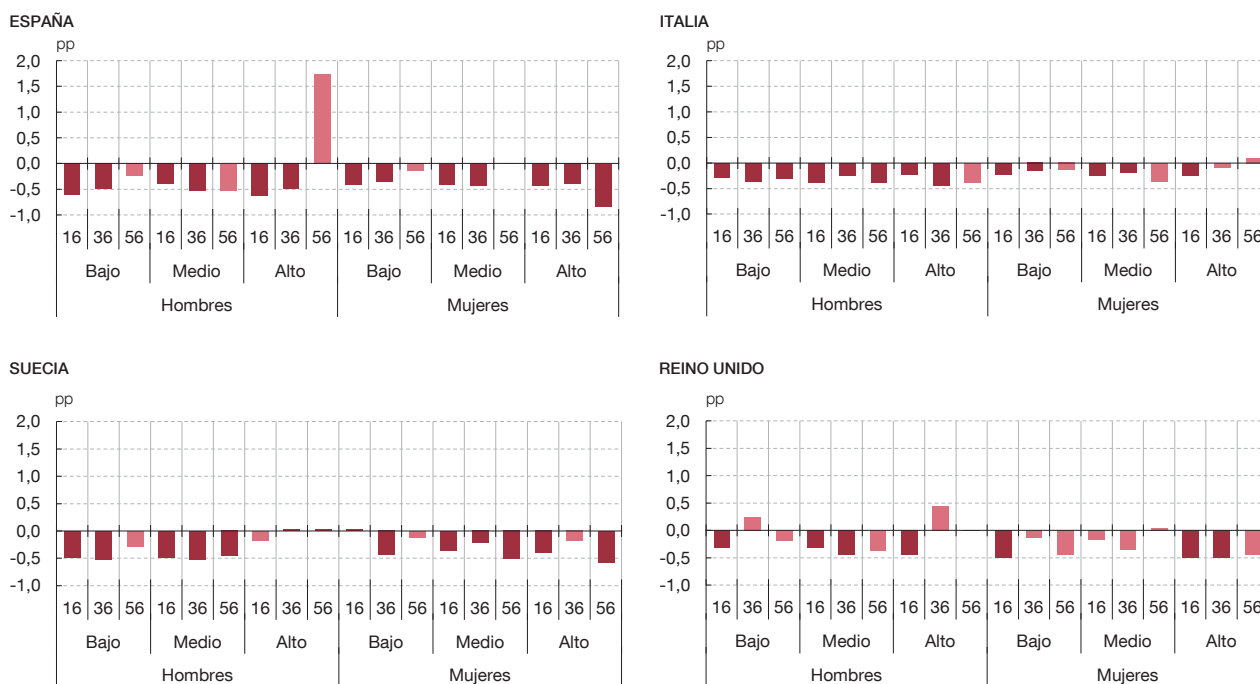 ESPAÑA
pp
2,0
1,5
1,0
0,5
0,0
-0,5
-1,0
16 36 56 16 36 56 16 36 56 16 36 56 16 36 56 16 36 56
Bajo Medio Alto Bajo Medio Alto
Hombres Mujeres
ITALIA
pp
2,0
1,5
1,0
0,5
0,0
-0,5
-1,0
16 36 56 16 36 56 16 36 56 16 36 56 16 36 56 16 36 56
Bajo Medio Alto Bajo Medio Alto
Hombres Mujeres
SUECIA
pp
2,0
1,5
1,0
0,5
0,0
-0,5
-1,0
16 36 56 16 36 56 16 36 56 16 36 56 16 36 56 16 36 56
Bajo Medio Alto Bajo Medio Alto
Hombres Mujeres
REINO UNIDO
pp
2,0
1,5
1,0
0,5
0,0
-0,5
-1,0
16 36 56 16 36 56 16 36 56 16 36 56 16 36 56 16 36 56
Bajo Medio Alto Bajo Medio Alto
Hombres Mujeres